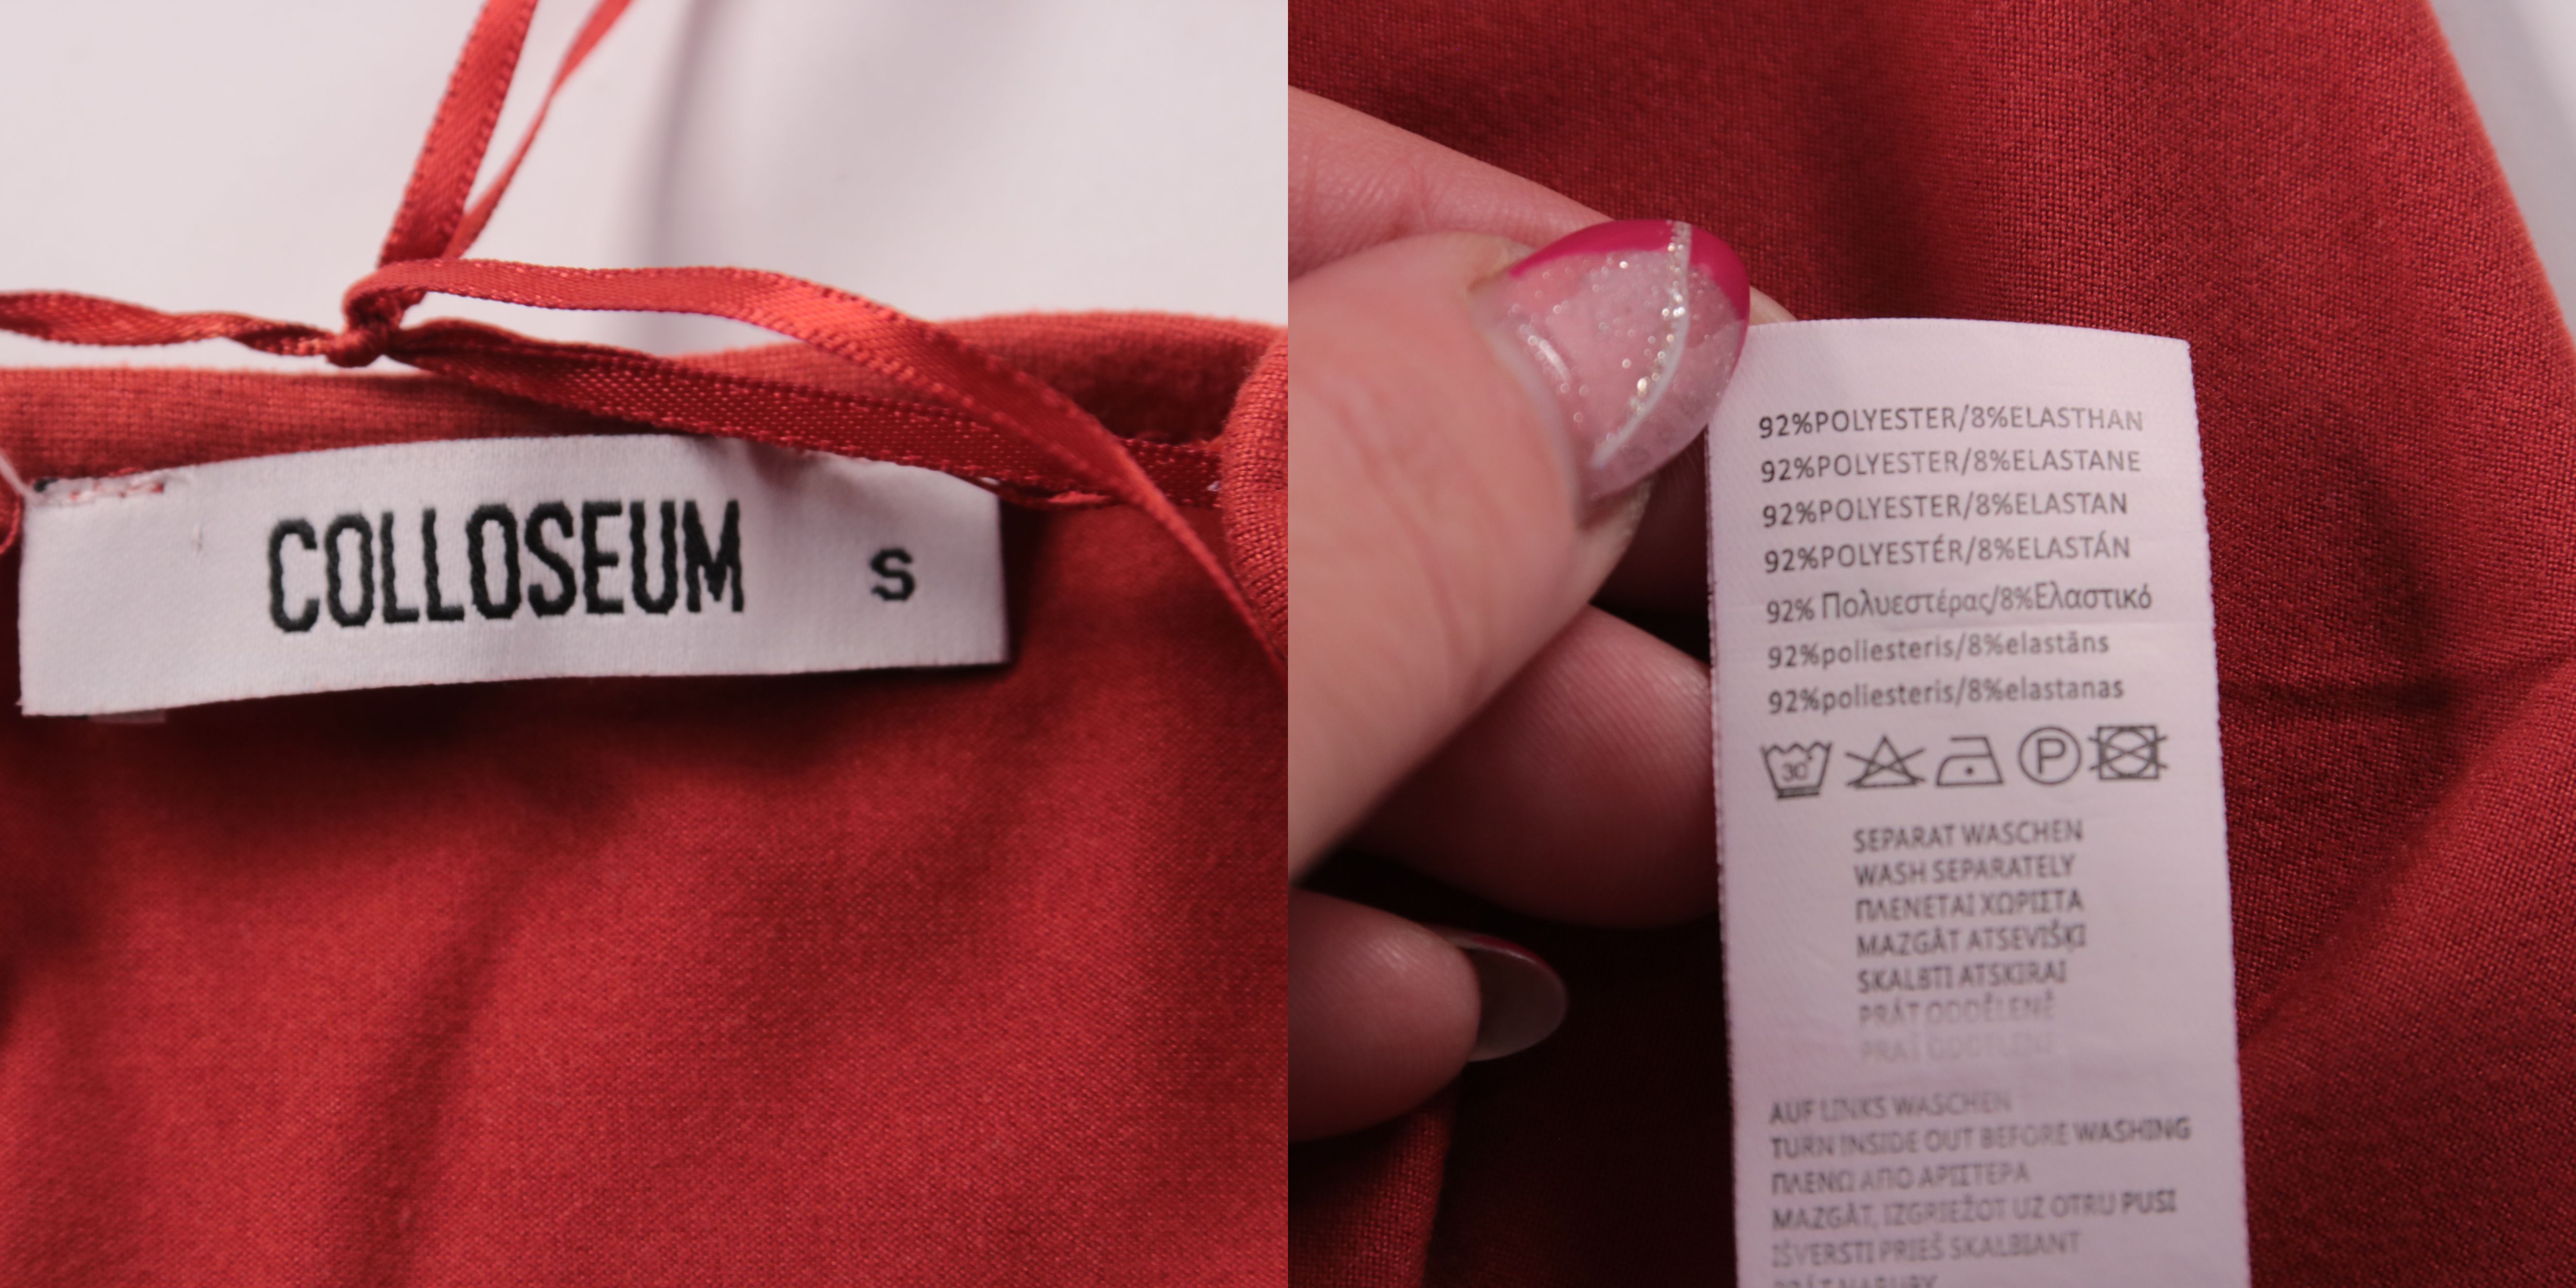 COLLOSEUM S
92%POLYESTER/8%ELASTHAN
92%POLYESTER/8%ELASTANE
92%POLYESTER/8%ELASTAN
92%POLYESTÉR/8%ELASTÁN
92% Πολυεστέρας/8%Ελαστικό
92%poliesteris/8%elastāns
92%poliesteris/8%elastanas
30° P
SEPARAT WASCHEN
WASH SEPARATELY
ΠΛΕΝΕΤΑΙ ΧΩΡΙΣΤΑ
MAZGĀT ATSEVIŠĶI
SKALBTI ATSKIRAI
PRÁT ODDĚLENĚ
AUF LINKS WASCHEN
TURN INSIDE OUT BEFORE WASHING
ΠΛΕΝΩ ΑΠΟ ΑΡΙΣΤΕΡΑ
MAZGĀT, IZGRIEŽOT UZ OTRU PUSI
IŠVERSTI PRIEŠ SKALBIANT